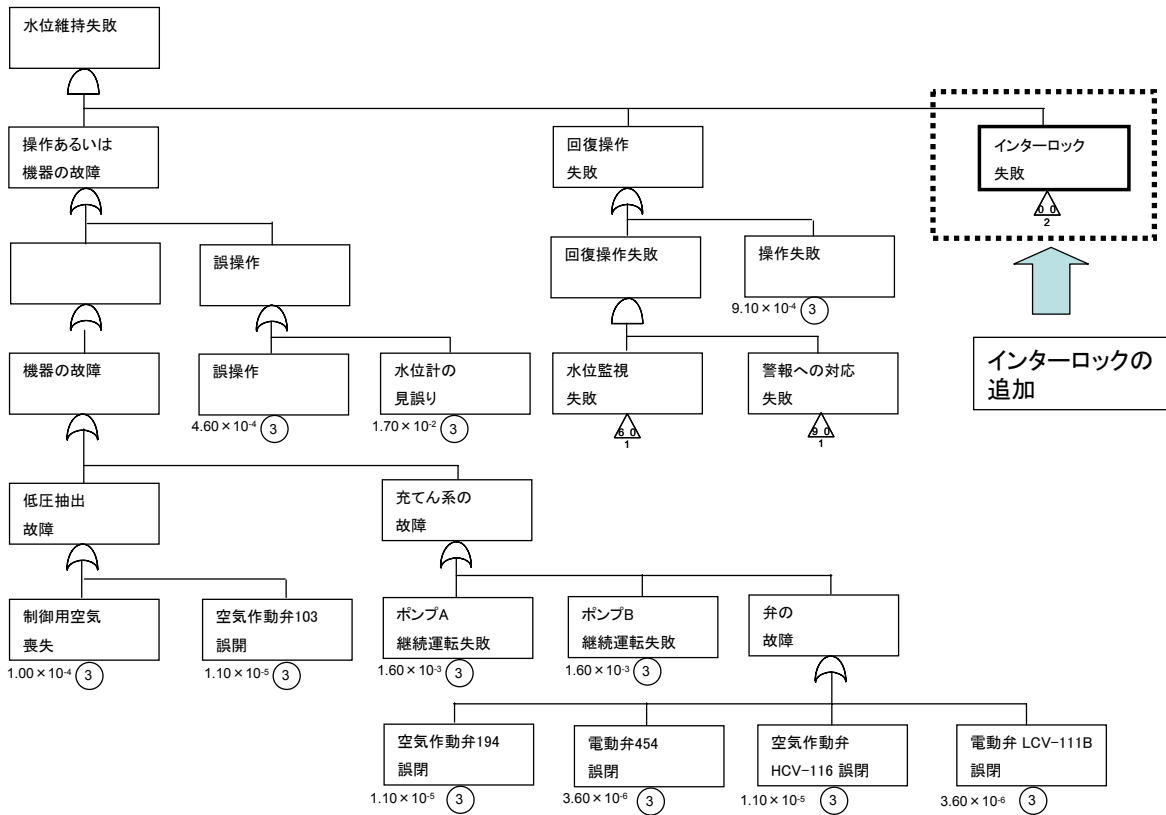 水位維持失敗
操作あるいは
機器の故障
回復操作
失敗
インターロック
失敗
0 0
2
誤操作
回復操作失敗
操作失敗
9.10×10-4 3
インターロックの
追加
機器の故障
誤操作
4.60×10-4 3
水位計の
見誤り
1.70×10-2 3
水位監視
失敗
6 0
1
警報への対応
失敗
9 0
1
低圧抽出
故障
充てん系の
故障
制御用空気
喪失
1.00×10-4 3
空気作動弁103
誤開
1.10×10-5 3
ポンプA
継続運転失敗
1.60×10-3 3
ポンプB
継続運転失敗
1.60×10-3 3
弁の
故障
空気作動弁194
誤閉
1.10×10-5 3
電動弁454
誤閉
3.60×10-6 3
空気作動弁
HCV-116 誤閉
1.10×10-5 3
電動弁 LCV-111B
誤閉
3.60×10-6 3